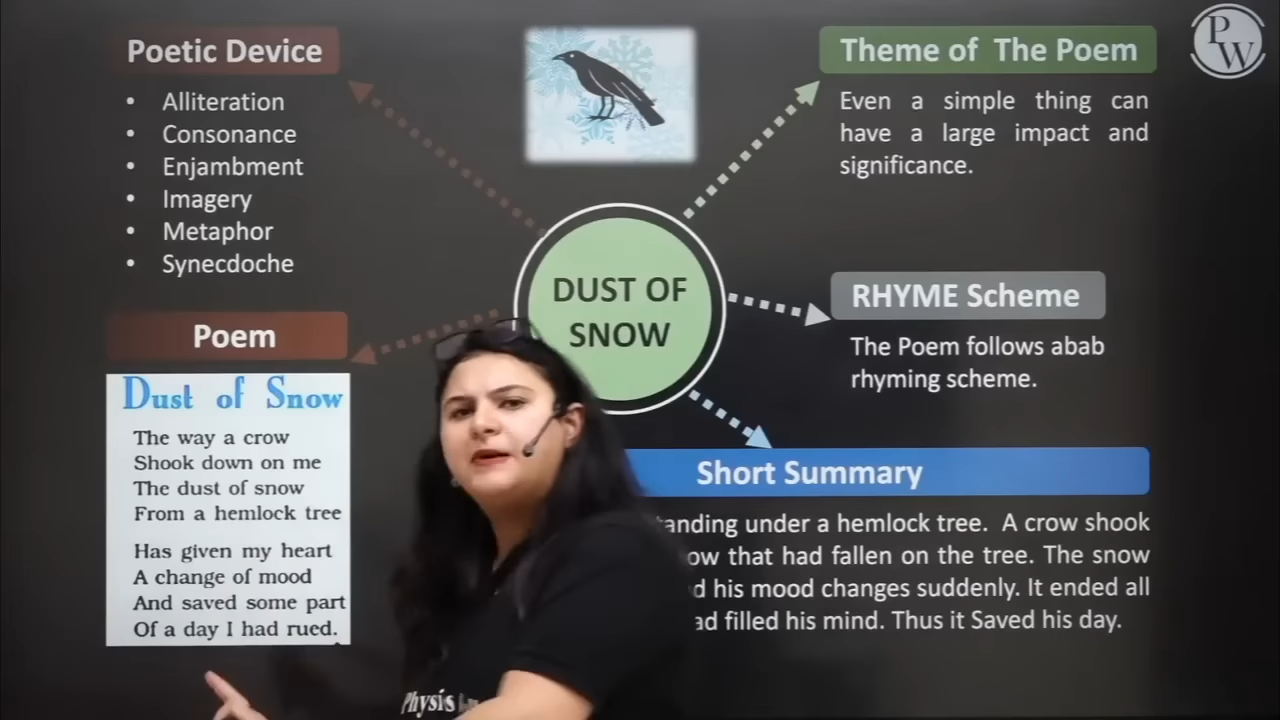 Poetic Device
• Alliteration
• Consonance
• Enjambment
• Imagery
• Metaphor
• Synecdoche
Poem
Dust of Snow
The way a crow
Shook down on me
The dust of snow
From a hemlock tree
Has given my heart
A change of mood
And saved some part
Of a day I had rued.
DUST OF
SNOW
Theme of The Poem
Even a simple thing can
have a large impact and
significance.
RHYME Scheme
The Poem follows abab
rhyming scheme.
Short Summary
under a hemlock tree. A crow shook
that had fallen on the tree. The snow
his mood changes suddenly. It ended all
filled his mind. Thus it Saved his day.
PW
Physis